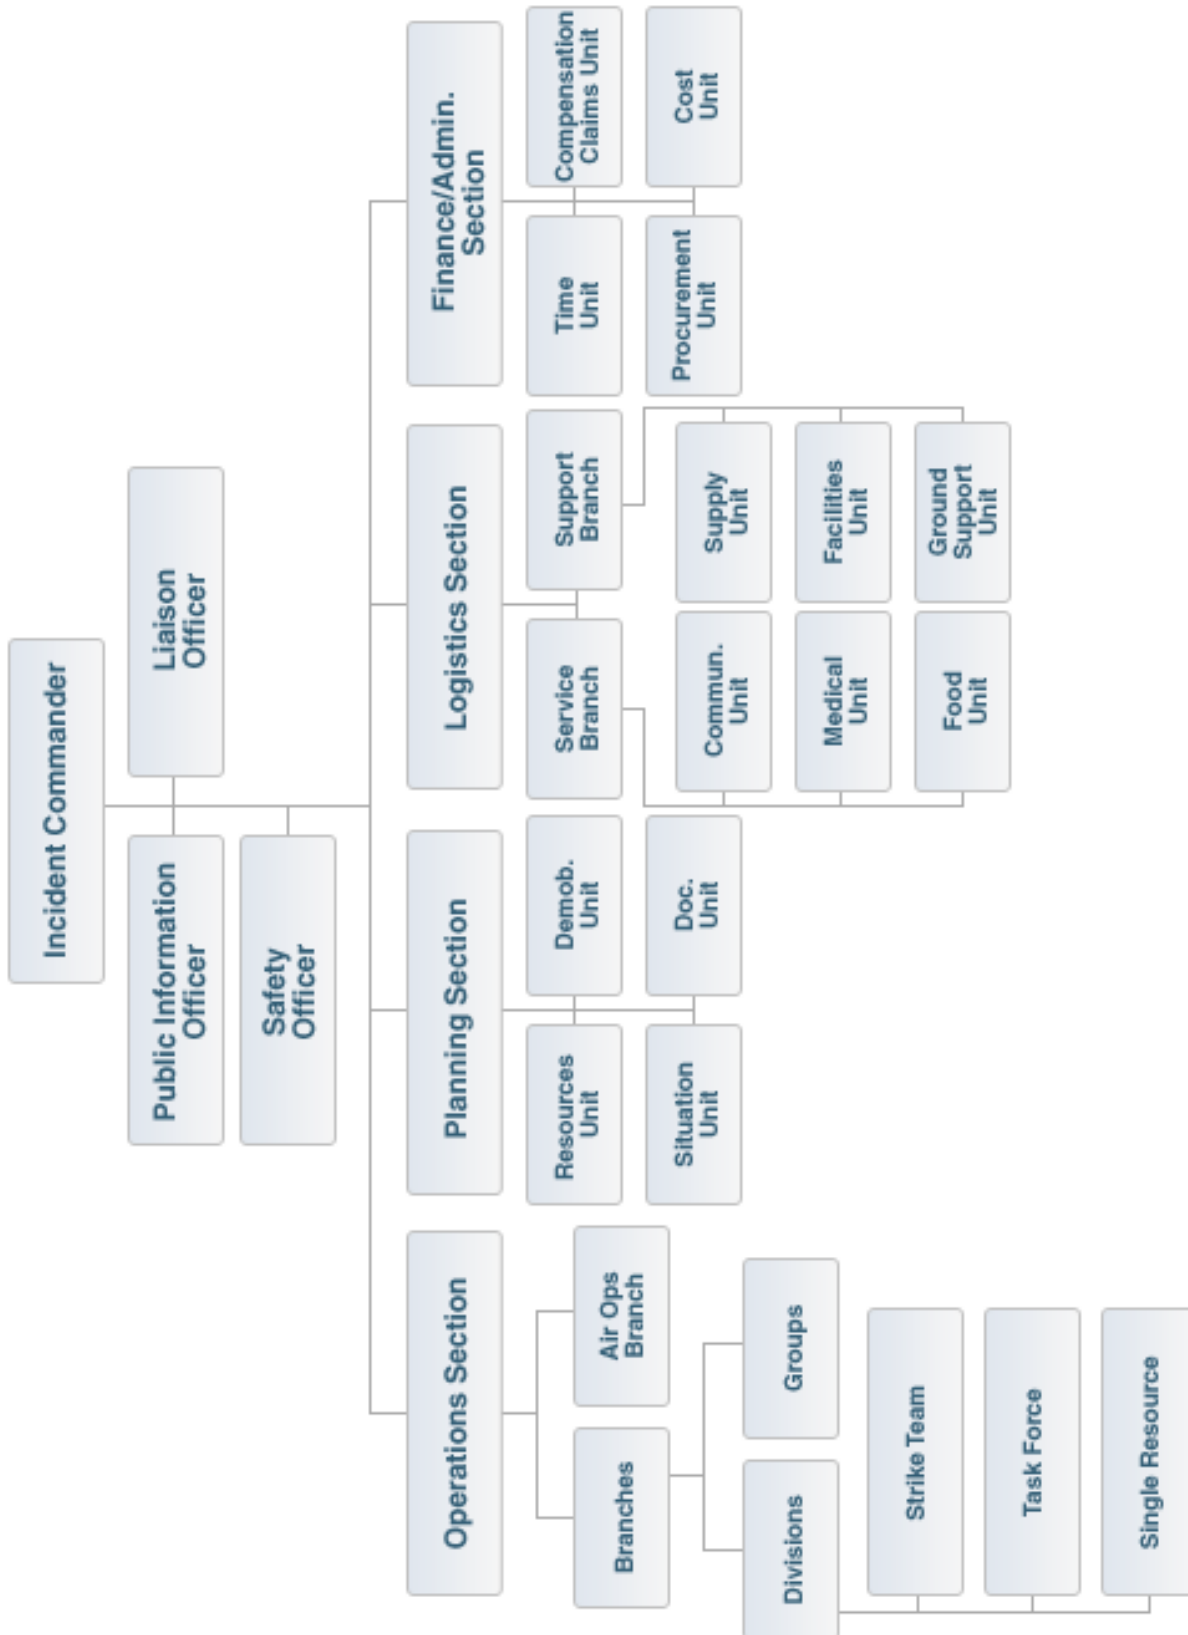 Incident Commander
Public Information
Officer
Liaison
Officer
Safety
Officer
Operations Section
Planning Section
Logistics Section
Finance/Admin.
Section
Branches
Air Ops
Branch
Divisions
Groups
Strike Team
Task Force
Single Resource
Resources
Unit
Demob.
Unit
Situation
Unit
Doc.
Unit
Service
Branch
Support
Branch
Commun.
Unit
Supply
Unit
Medical
Unit
Facilities
Unit
Food
Unit
Ground
Support
Unit
Time
Unit
Compensation
Claims Unit
Procurement
Unit
Cost
Unit